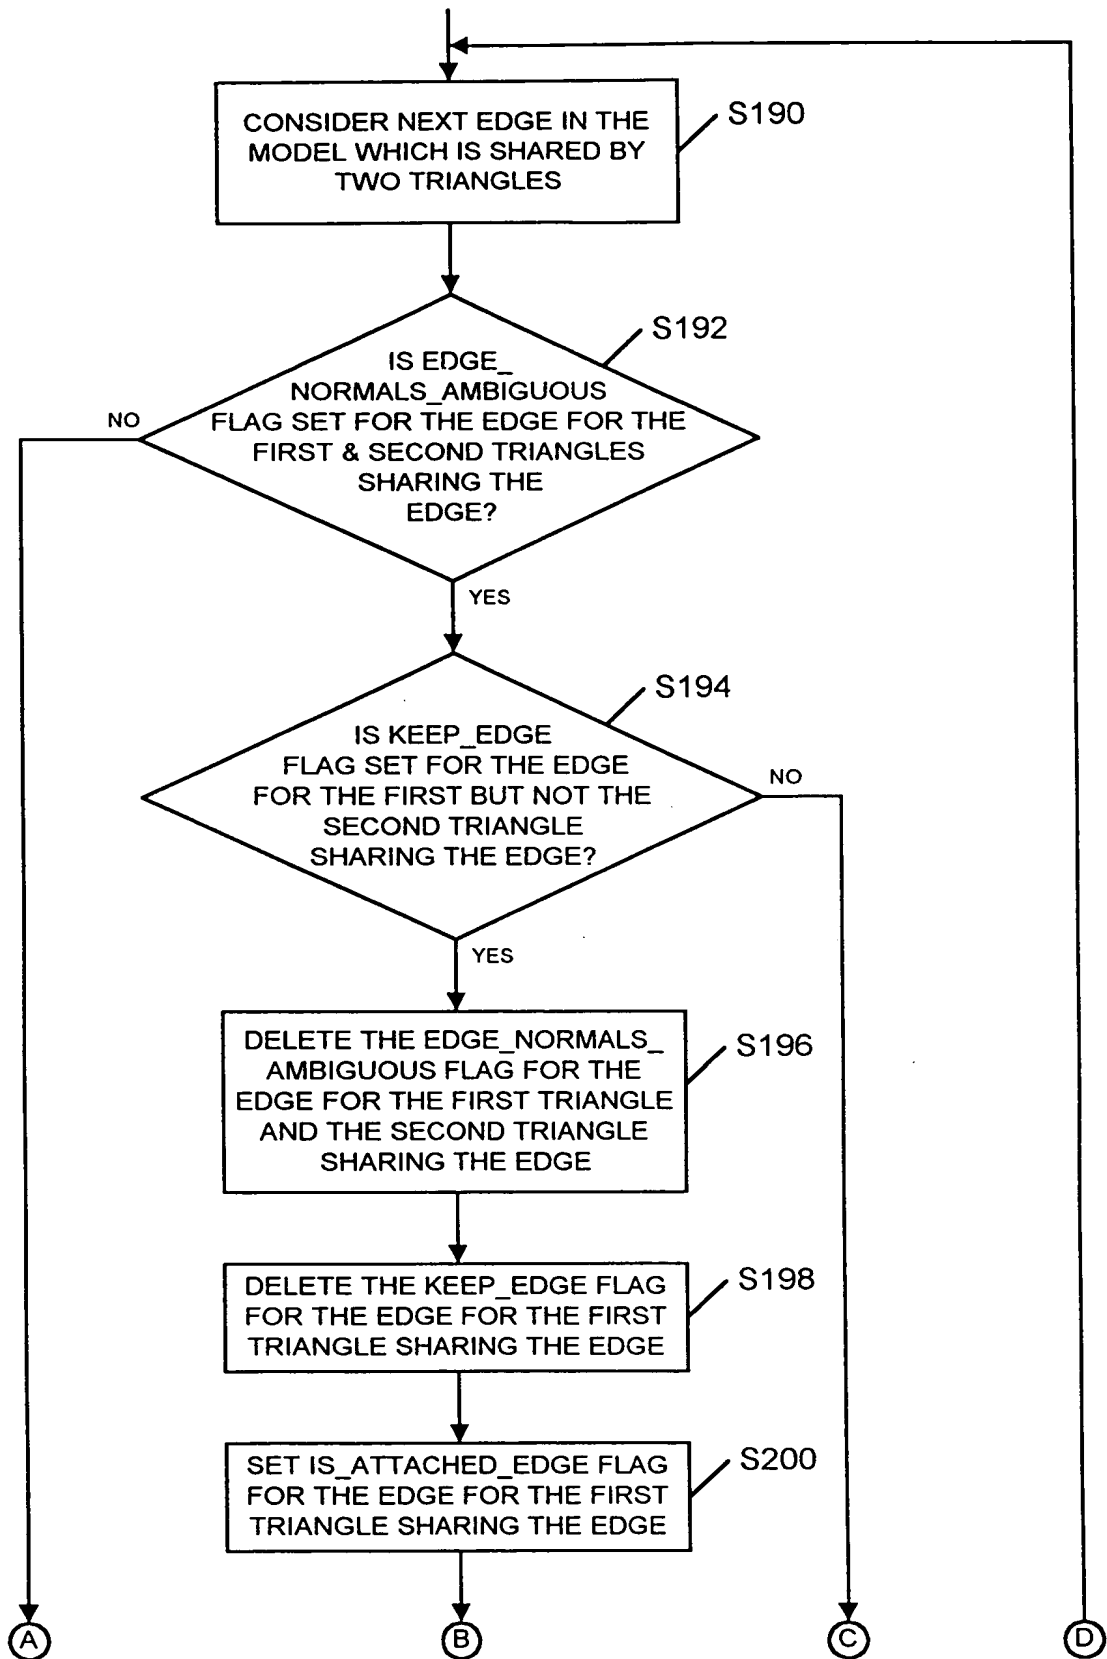 CONSIDER NEXT EDGE IN THE
MODEL WHICH IS SHARED BY
TWO TRIANGLES
S190
S192
IS EDGE_
NORMALS_AMBIGUOUS
FLAG SET FOR THE EDGE FOR THE
FIRST & SECOND TRIANGLES
SHARING THE
EDGE?
NO
YES
S194
IS KEEP_EDGE
FLAG SET FOR THE EDGE
FOR THE FIRST BUT NOT THE
SECOND TRIANGLE
SHARING THE EDGE?
NO
YES
DELETE THE EDGE_NORMALS_
AMBIGUOUS FLAG FOR THE
EDGE FOR THE FIRST TRIANGLE
AND THE SECOND TRIANGLE
SHARING THE EDGE
S196
DELETE THE KEEP_EDGE FLAG
FOR THE EDGE FOR THE FIRST
TRIANGLE SHARING THE EDGE
S198
SET IS_ATTACHED_EDGE FLAG
FOR THE EDGE FOR THE FIRST
TRIANGLE SHARING THE EDGE
S200
A
B
C
D